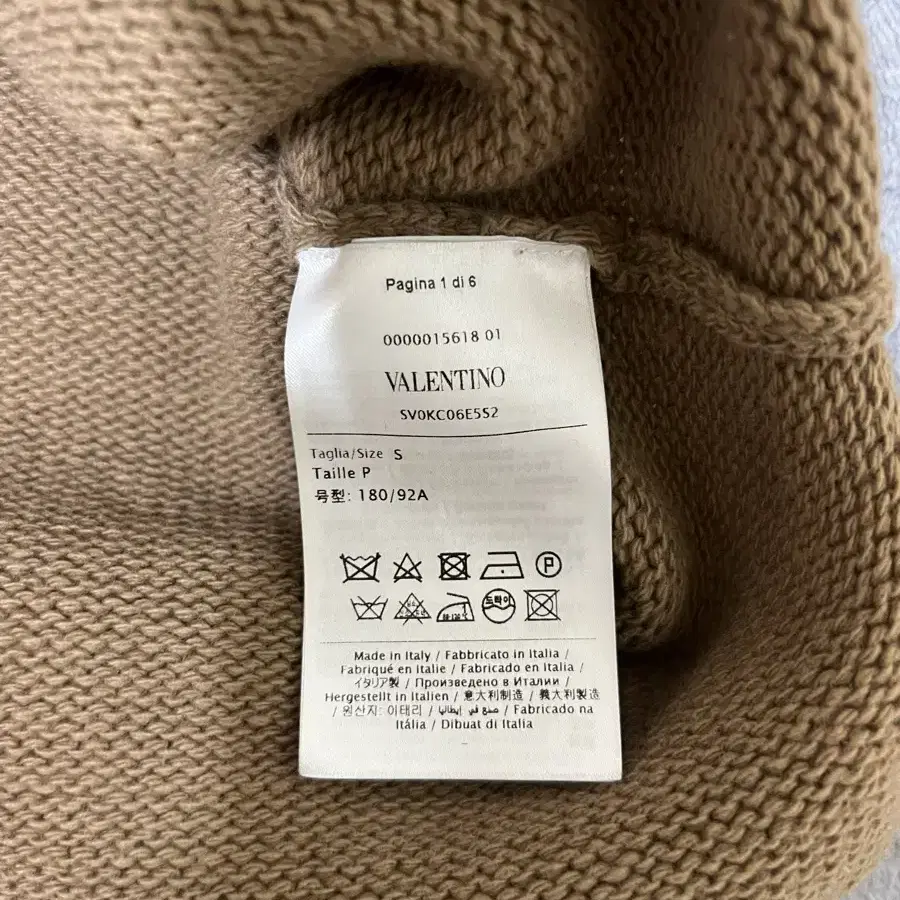 Pagina 1 di 6
0000015618 01
VALENTINO
SV0KC06E5S2
Taglia/Size S
Taille P
号型: 180/92A
P
드라이
Made in Italy / Fabbricato in Italia /
Fabriqué en Italie / Fabricado en Italia /
イタリア製 / Произведено в Италии /
Hergestellt in Italien / 意大利制造 / 義大利製造
/ 원산지: 이태리 / صنع في إيطاليا / Fabricado na
Itália / Dibuat di Italia